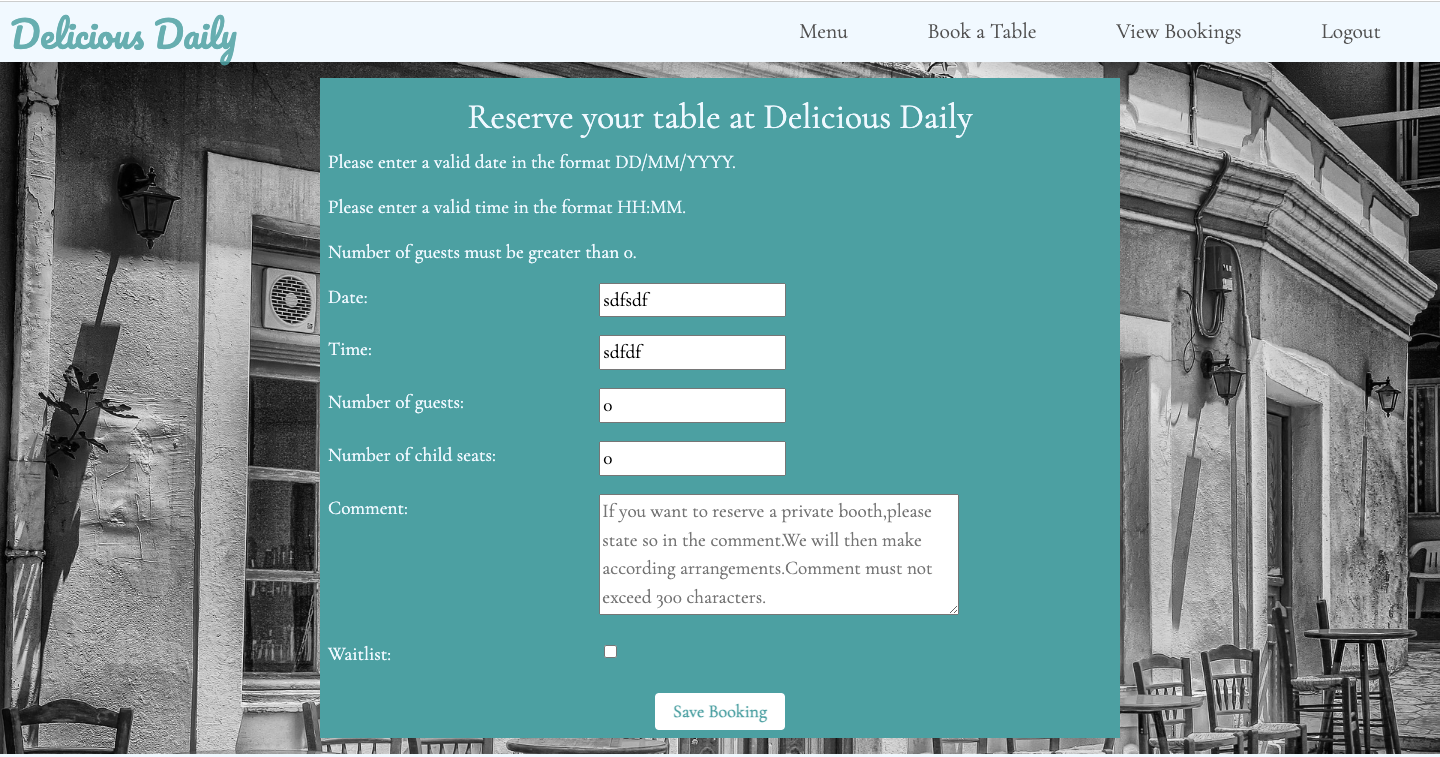 Delicious Daily
Menu
Book a Table
View Bookings
Logout
Reserve your table at Delicious Daily
Please enter a valid date in the format DD/MM/YYYY.
Please enter a valid time in the format HH:MM.
Number of guests must be greater than 0.
Date:
sdfsdf
Time:
sdfdf
Number of guests:
0
Number of child seats:
0
Comment:
If you want to reserve a private booth,please
state so in the comment.We will then make
according arrangements.Comment must not
exceed 300 characters.
Waitlist:
Save Booking